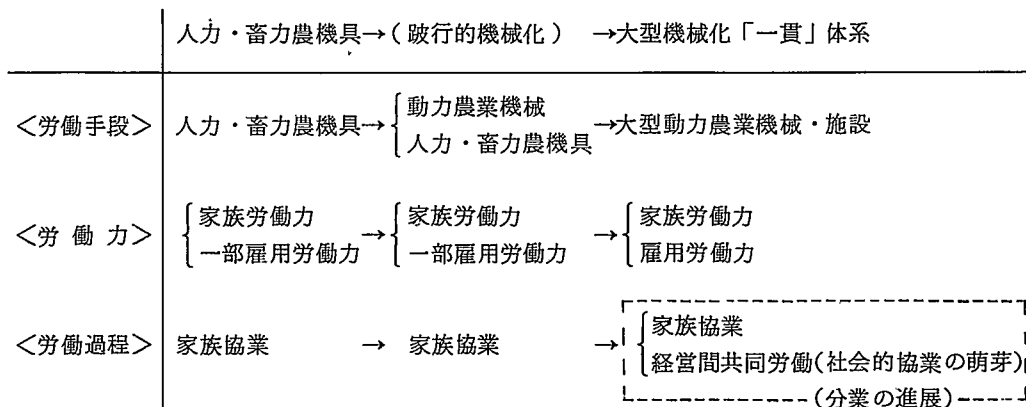 人力・畜力農機具→(跛行的機械化) →大型機械化「一貫」体系
<労働手段> 人力・畜力農機具→{動力農業機械 人力・畜力農機具→大型動力農業機械・施設
<労働力> {家族労働力 一部雇用労働力→{家族労働力 一部雇用労働力→{家族労働力 雇用労働力
<労働過程> 家族協業 → 家族協業 →{家族協業 経営間共同労働(社会的協業の萌芽)
(分業の進展)